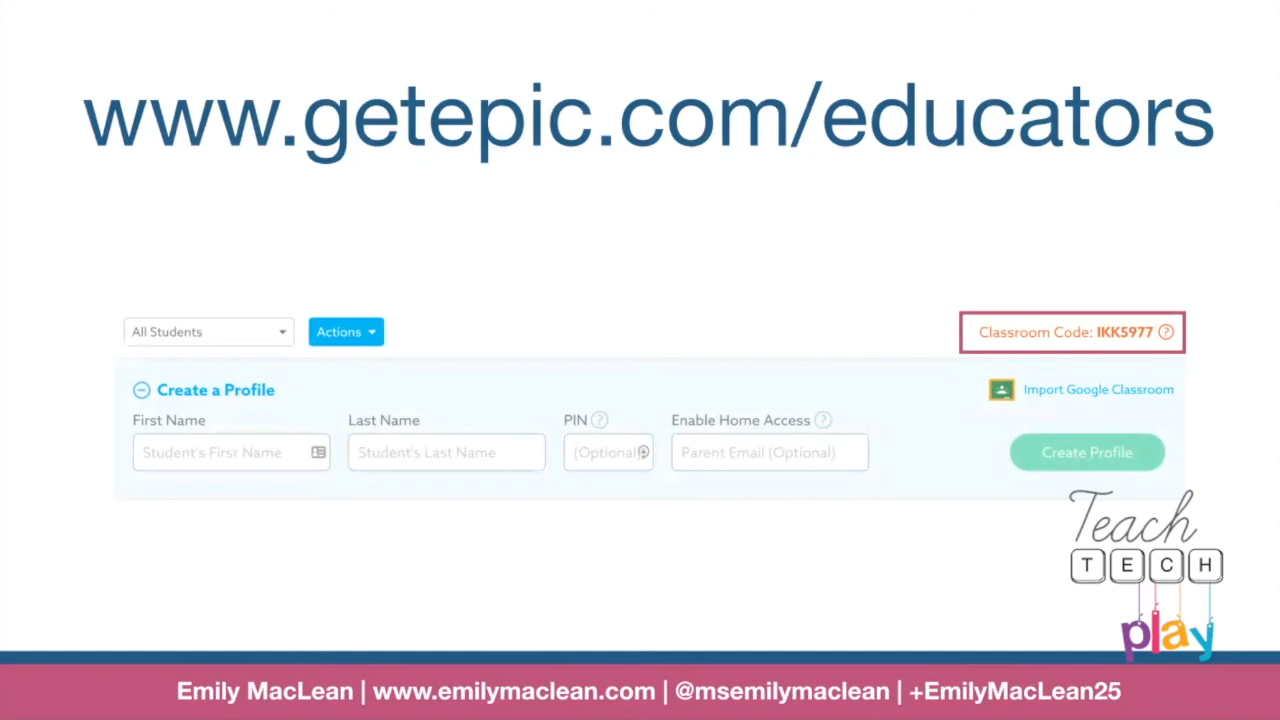 www.getepic.com/educators
All Students
Actions
Classroom Code: IKK5977 ?
Create a Profile
Import Google Classroom
First Name
Last Name
PIN ?
Enable Home Access ?
Student's First Name
Student's Last Name
(Optional)
Parent Email (Optional)
Create Profile
Teach
TECH
play
Emily MacLean | www.emilymaclean.com | @msemilymaclean | +EmilyMacLean25